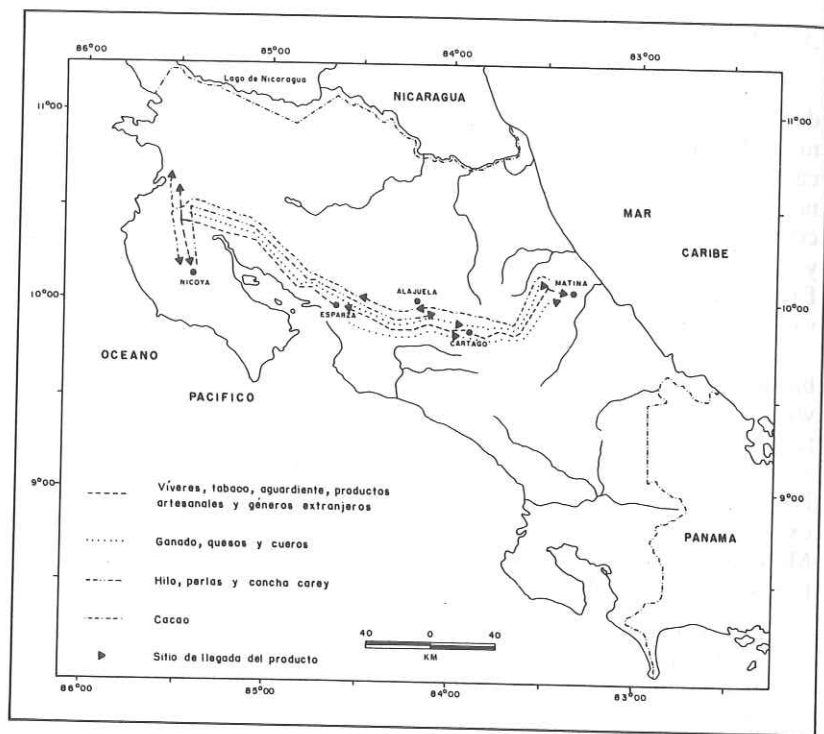 86°00
85°00
84°00
83°00
Lago de Nicaragua
NICARAGUA
11°00
11°00
MAR
CARIBE
NICOYA
10°00
ALAJUELA
ESPARZA
CARTAGO
MATINA
10°00
OCEANO
PACIFICO
9°00
9°00
PANAMA
Víveres, tabaco, aguardiente, productos
artesanales y géneros extranjeros
Ganado, quesos y cueros
Hilo, perlas y concha carey
Cacao
Sitio de llegada del producto
40 0 40
KM
86°00
85°00
84°00
83°00